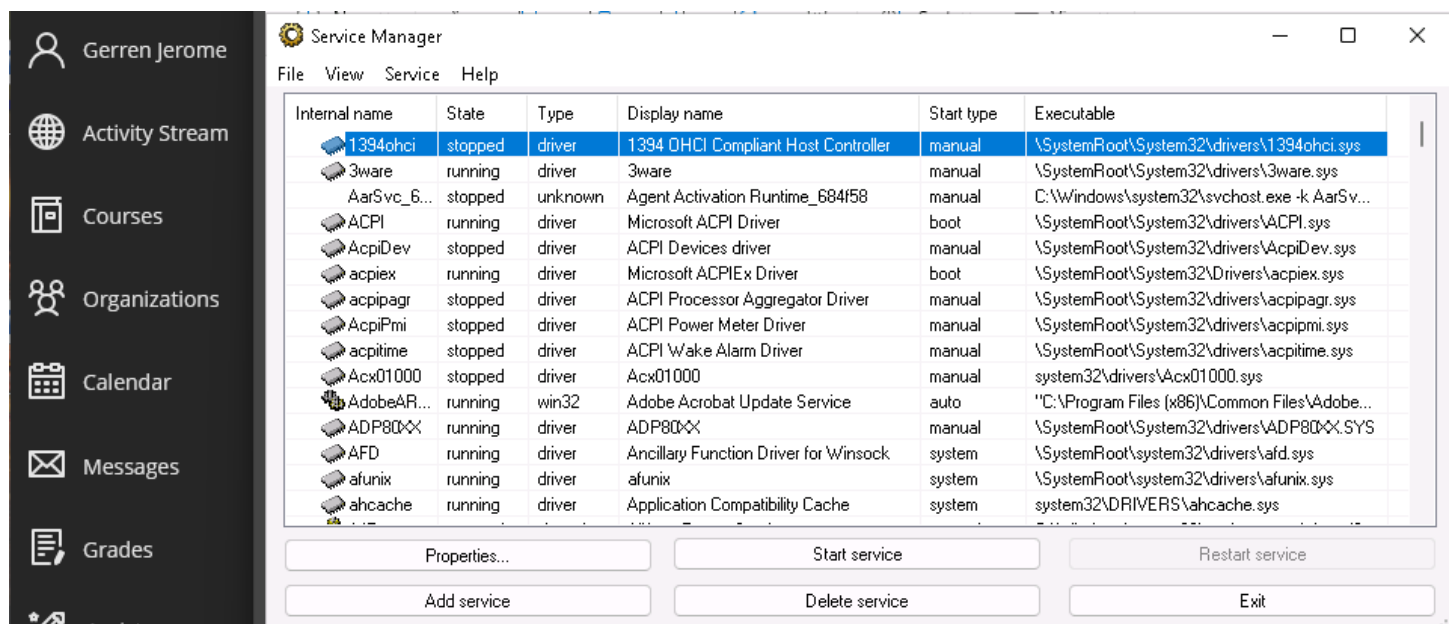 Gerren Jerome
Activity Stream
Courses
Organizations
Calendar
Messages
Grades
Service Manager
File View Service Help
Internal name State Type Display name Start type Executable
1394ohci stopped driver 1394 OHCI Compliant Host Controller manual \SystemRoot\System32\drivers\1394ohci.sys
3ware running driver 3ware manual \SystemRoot\System32\drivers\3ware.sys
AarSvc_6... stopped unknown Agent Activation Runtime_684f58 manual C:\Windows\system32\svchost.exe -k AarSv...
ACPI running driver Microsoft ACPI Driver boot \SystemRoot\System32\drivers\ACPI.sys
AcpiDev stopped driver ACPI Devices driver manual \SystemRoot\System32\drivers\AcpiDev.sys
acpiex running driver Microsoft ACPIEx Driver boot \SystemRoot\System32\Drivers\acpiex.sys
acpipagr stopped driver ACPI Processor Aggregator Driver manual \SystemRoot\System32\drivers\acpipagr.sys
AcpiPmi stopped driver ACPI Power Meter Driver manual \SystemRoot\System32\drivers\acpipmi.sys
acpitime stopped driver ACPI Wake Alarm Driver manual \SystemRoot\System32\drivers\acpitime.sys
Acx01000 stopped driver Acx01000 manual system32\drivers\Acx01000.sys
AdobeAR... running win32 Adobe Acrobat Update Service auto "C:\Program Files (x86)\Common Files\Adobe...
ADP80XX running driver ADP80XX manual \SystemRoot\System32\drivers\ADP80XX.SYS
AFD running driver Ancillary Function Driver for Winsock system \SystemRoot\system32\drivers\afd.sys
afunix running driver afunix system \SystemRoot\system32\drivers\afunix.sys
ahcache running driver Application Compatibility Cache system system32\DRIVERS\ahcache.sys
Properties... Start service Restart service
Add service Delete service Exit